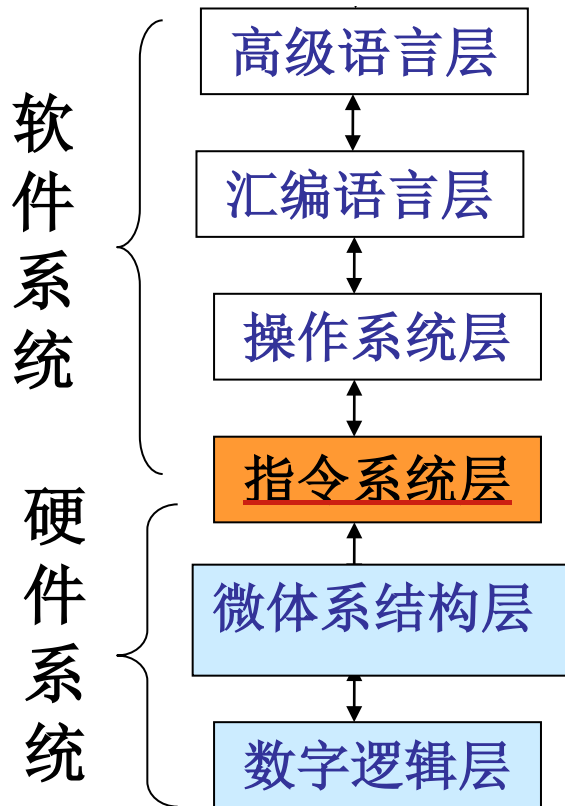 软件系统
高级语言层
汇编语言层
操作系统层
指令系统层
硬件系统
微体系结构层
数字逻辑层